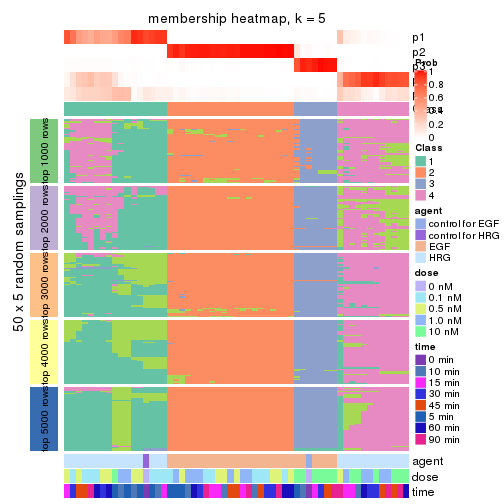 membership heatmap, k = 5
p1
p2
p3
Prob
1
0.8
0.6
0.4
0.2
0
Class
1
2
3
4
agent
control for EGF
control for HRG
EGF
HRG
dose
0 nM
0.1 nM
0.5 nM
1.0 nM
10 nM
time
0 min
10 min
15 min
30 min
45 min
5 min
60 min
90 min
50 x 5 random samplings
top 1000 rows
top 2000 rows
top 3000 rows
top 4000 rows
top 5000 rows
agent
dose
time